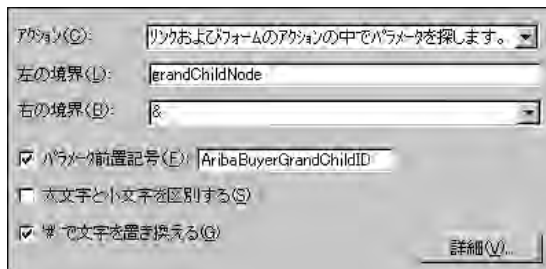 アクション(C): リンクおよびフォームのアクションの中でパラメータを探します。
左の境界(L): grandChildNode
右の境界(B): &
パラメータ前置記号(F): AribaBuyerGrandChildID
大文字と小文字を区別する(S)
'#' で文字を置き換える(G)
詳細(V)...